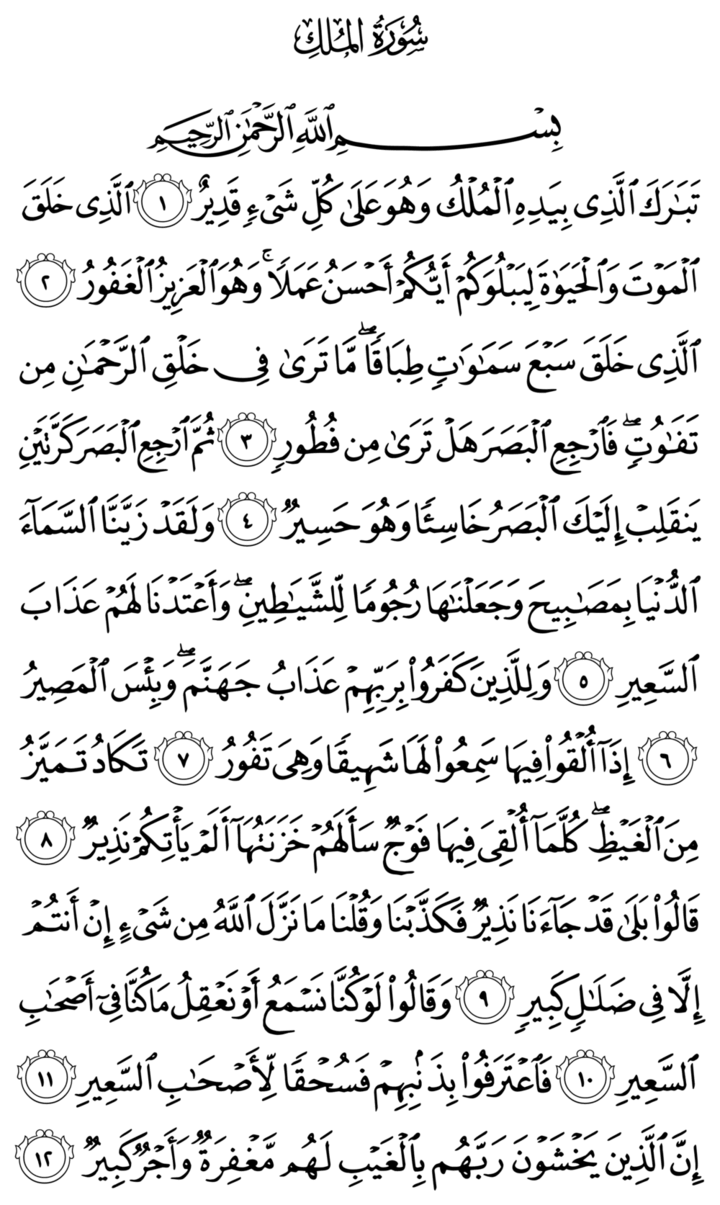 سُورَةُ المُلْكِ
بِسْمِ ٱللَّهِ ٱلرَّحْمَٰنِ ٱلرَّحِيمِ
تَبَٰرَكَ ٱلَّذِى بِيَدِهِ ٱلْمُلْكُ وَهُوَ عَلَىٰ كُلِّ شَىْءٍ قَدِيرٌ ١ ٱلَّذِى خَلَقَ
ٱلْمَوْتَ وَٱلْحَيَوٰةَ لِيَبْلُوَكُمْ أَيُّكُمْ أَحْسَنُ عَمَلًا ۚ وَهُوَ ٱلْعَزِيزُ ٱلْغَفُورُ ٢
ٱلَّذِى خَلَقَ سَبْعَ سَمَٰوَٰتٍ طِبَاقًا ۖ مَّا تَرَىٰ فِى خَلْقِ ٱلرَّحْمَٰنِ مِن
تَفَٰوُتٍ ۖ فَٱرْجِعِ ٱلْبَصَرَ هَلْ تَرَىٰ مِن فُطُورٍ ٣ ثُمَّ ٱرْجِعِ ٱلْبَصَرَ كَرَّتَيْنِ
يَنقَلِبْ إِلَيْكَ ٱلْبَصَرُ خَاسِئًا وَهُوَ حَسِيرٌ ٤ وَلَقَدْ زَيَّنَّا ٱلسَّمَآءَ
ٱلدُّنْيَا بِمَصَٰبِيحَ وَجَعَلْنَٰهَا رُجُومًا لِّلشَّيَٰطِينِ ۖ وَأَعْتَدْنَا لَهُمْ عَذَابَ
ٱلسَّعِيرِ ٥ وَلِلَّذِينَ كَفَرُوا۟ بِرَبِّهِمْ عَذَابُ جَهَنَّمَ ۖ وَبِئْسَ ٱلْمَصِيرُ
٦ إِذَآ أُلْقُوا۟ فِيهَا سَمِعُوا۟ لَهَا شَهِيقًا وَهِىَ تَفُورُ ٧ تَكَادُ تَمَيَّزُ
مِنَ ٱلْغَيْظِ ۖ كُلَّمَآ أُلْقِىَ فِيهَا فَوْجٌ سَأَلَهُمْ خَزَنَتُهَآ أَلَمْ يَأْتِكُمْ نَذِيرٌ ٨
قَالُوا۟ بَلَىٰ قَدْ جَآءَنَا نَذِيرٌ فَكَذَّبْنَا وَقُلْنَا مَا نَزَّلَ ٱللَّهُ مِن شَىْءٍ إِنْ أَنتُمْ
إِلَّا فِى ضَلَٰلٍ كَبِيرٍ ٩ وَقَالُوا۟ لَوْ كُنَّا نَسْمَعُ أَوْ نَعْقِلُ مَا كُنَّا فِىٓ أَصْحَٰبِ
ٱلسَّعِيرِ ١٠ فَٱعْتَرَفُوا۟ بِذَنۢبِهِمْ فَسُحْقًا لِّأَصْحَٰبِ ٱلسَّعِيرِ ١١
إِنَّ ٱلَّذِينَ يَخْشَوْنَ رَبَّهُم بِٱلْغَيْبِ لَهُم مَّغْفِرَةٌ وَأَجْرٌ كَبِيرٌ ١٢